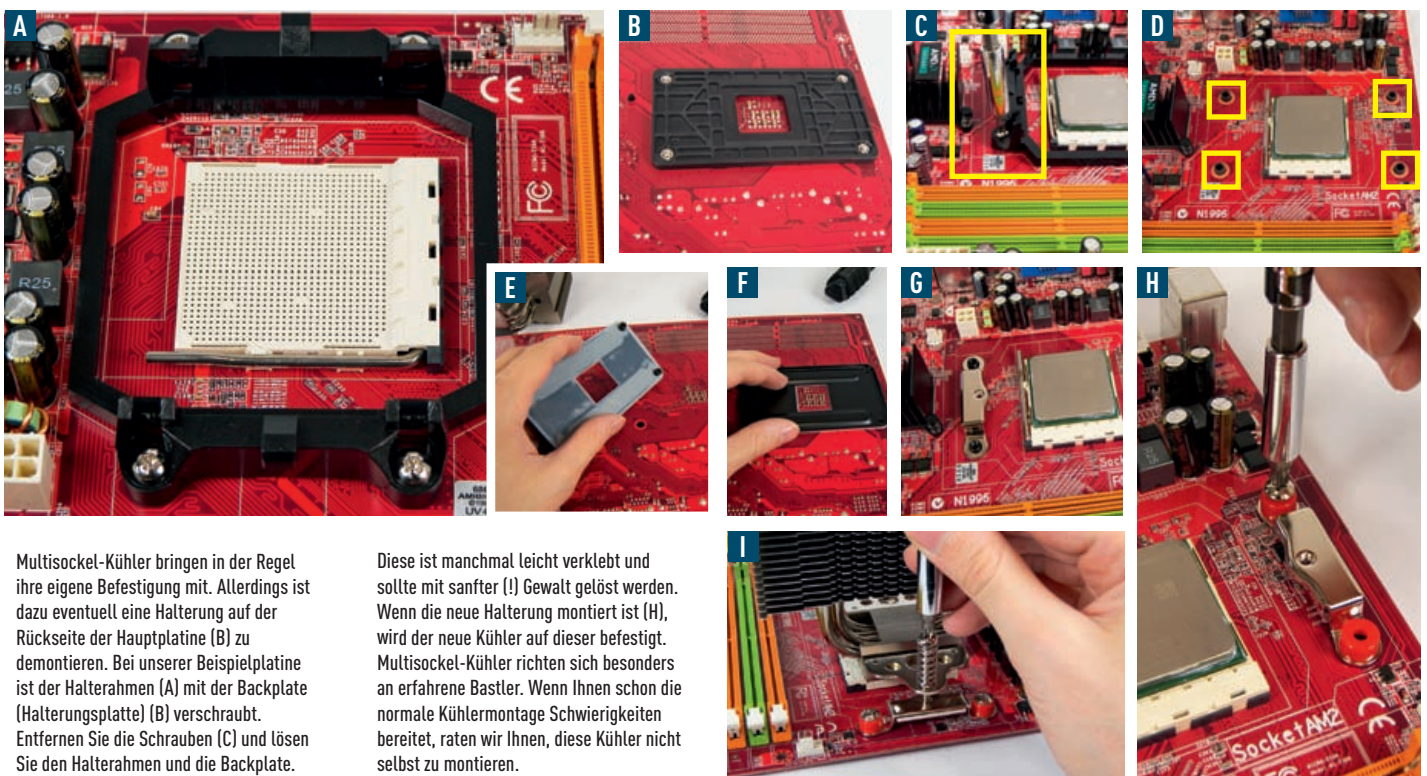 A
B
C
D
E
F
G
H
I
R25
FC
N1996
SocketAM2
N1996
SocketAM2
Multisockel-Kühler bringen in der Regel
ihre eigene Befestigung mit. Allerdings ist
dazu eventuell eine Halterung auf der
Rückseite der Hauptplatine (B) zu
demontieren. Bei unserer Beispielplatine
ist der Halterahmen (A) mit der Backplate
(Halterungsplatte) (B) verschraubt.
Entfernen Sie die Schrauben (C) und lösen
Sie den Halterahmen und die Backplate.
Diese ist manchmal leicht verklebt und
sollte mit sanfter (!) Gewalt gelöst werden.
Wenn die neue Halterung montiert ist (H),
wird der neue Kühler auf dieser befestigt.
Multisockel-Kühler richten sich besonders
an erfahrene Bastler. Wenn Ihnen schon die
normale Kühlermontage Schwierigkeiten
bereitet, raten wir Ihnen, diese Kühler nicht
selbst zu montieren.